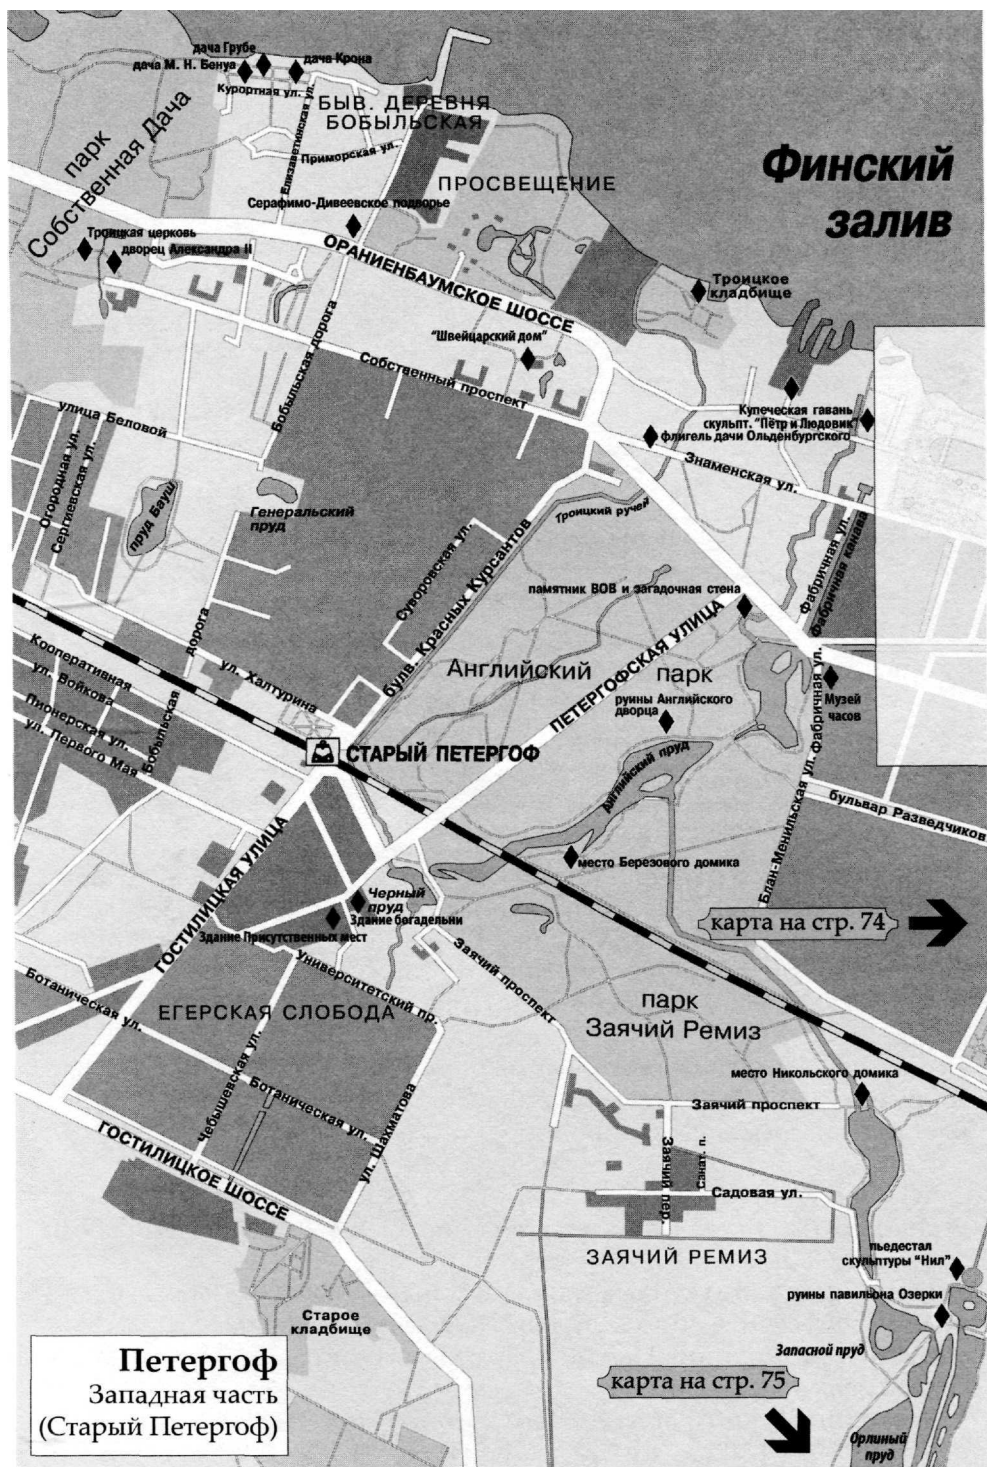 дача Грубе
дача М. Н. Бенуа
дача Крона
Курортная ул.
БЫВ. ДЕРЕВНЯ
БОБЫЛЬСКАЯ
Елизаветинская ул.
Приморская ул.
парк
Собственная Дача
ПРОСВЕЩЕНИЕ
Финский
залив
Серафимо-Дивеевское подворье
Троицкая церковь
дворец Александра II
ОРАНИЕНБАУМСКОЕ ШОССЕ
Троицкое
кладбище
"Швейцарский дом"
Бобыльская дорога
Собственный проспект
Купеческая гавань
скульпт. "Пётр и Людовик"
флигель дачи Ольденбургского
Знаменская ул.
улица Беловой
Огородная ул.
Сергиевская ул.
пруд Бауш
Генеральский
пруд
Троицкий ручей
Суворовская ул.
булв. Красных Курсантов
Фабричная ул.
Фабричная канава
памятник ВОВ и загадочная стена
ПЕТЕРГОФСКАЯ УЛИЦА
Английский
парк
руины Английского
дворца
Музей
часов
Кооперативная
ул. Войкова
Пионерская ул.
ул. Первого Мая
Бобыльская
дорога
ул. Халтурина
СТАРЫЙ ПЕТЕРГОФ
Английский пруд
Блан-Менильская ул.
Фабричная ул.
бульвар Разведчиков
место Березового домика
ГОСТИЛИЦКАЯ УЛИЦА
Черный
пруд
Здание богадельни
Здание Присутственных мест
карта на стр. 74
Заячий проспект
Университетский пр.
Ботаническая ул.
ЕГЕРСКАЯ СЛОБОДА
парк
Заячий Ремиз
место Никольского домика
Чебышевская ул.
Ботаническая ул.
ул. Шахматова
Заячий проспект
ГОСТИЛИЦКОЕ ШОССЕ
Заячий пер.
Санат. п.
Садовая ул.
ЗАЯЧИЙ РЕМИЗ
пьедестал
скульптуры "Нил"
руины павильона Озерки
Старое
кладбище
Запасной пруд
Петергоф
Западная часть
(Старый Петергоф)
карта на стр. 75
Орлиный
пруд